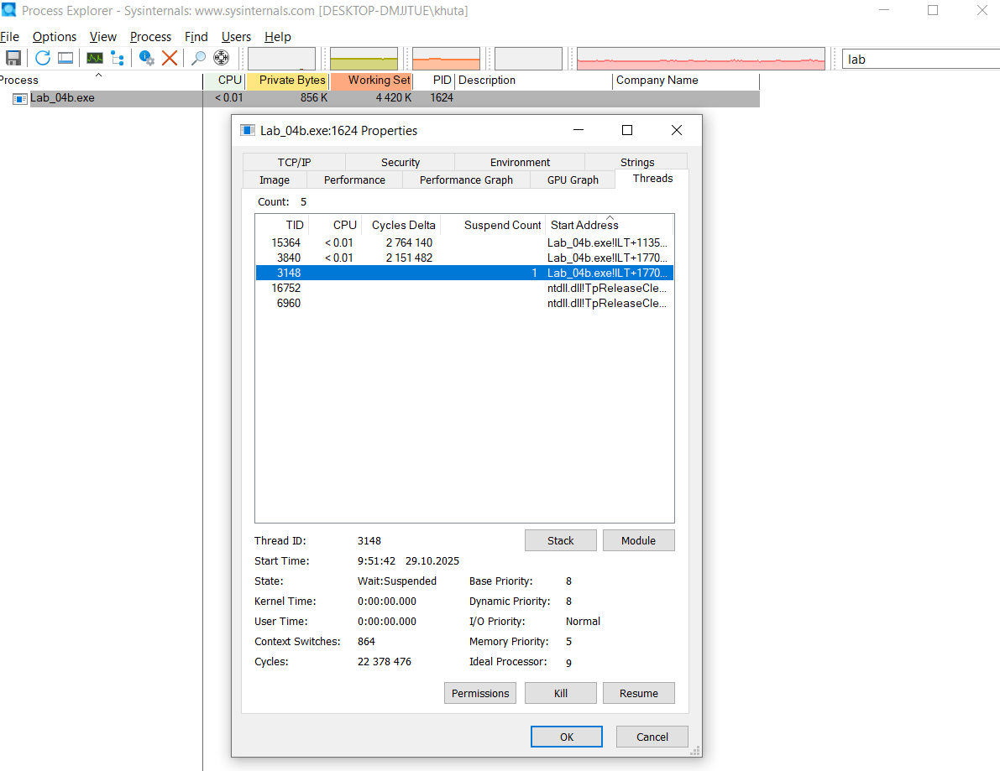 Process Explorer - Sysinternals: www.sysinternals.com [DESKTOP-DMJJTUE\khuta]
File Options View Process Find Users Help
lab
Process CPU Private Bytes Working Set PID Description Company Name
Lab_04b.exe < 0.01 856 K 4 420 K 1624
Lab_04b.exe:1624 Properties
TCP/IP Security Environment Strings
Image Performance Performance Graph GPU Graph Threads
Count: 5
TID CPU Cycles Delta Suspend Count Start Address
15364 < 0.01 2 764 140 Lab_04b.exe!ILT+1135...
3840 < 0.01 2 151 482 Lab_04b.exe!ILT+1770...
3148 1 Lab_04b.exe!ILT+1770...
16752 ntdll.dll!TpReleaseCle...
6960 ntdll.dll!TpReleaseCle...
Thread ID: 3148 Stack Module
Start Time: 9:51:42 29.10.2025
State: Wait:Suspended Base Priority: 8
Kernel Time: 0:00:00.000 Dynamic Priority: 8
User Time: 0:00:00.000 I/O Priority: Normal
Context Switches: 864 Memory Priority: 5
Cycles: 22 378 476 Ideal Processor: 9
Permissions Kill Resume
OK Cancel